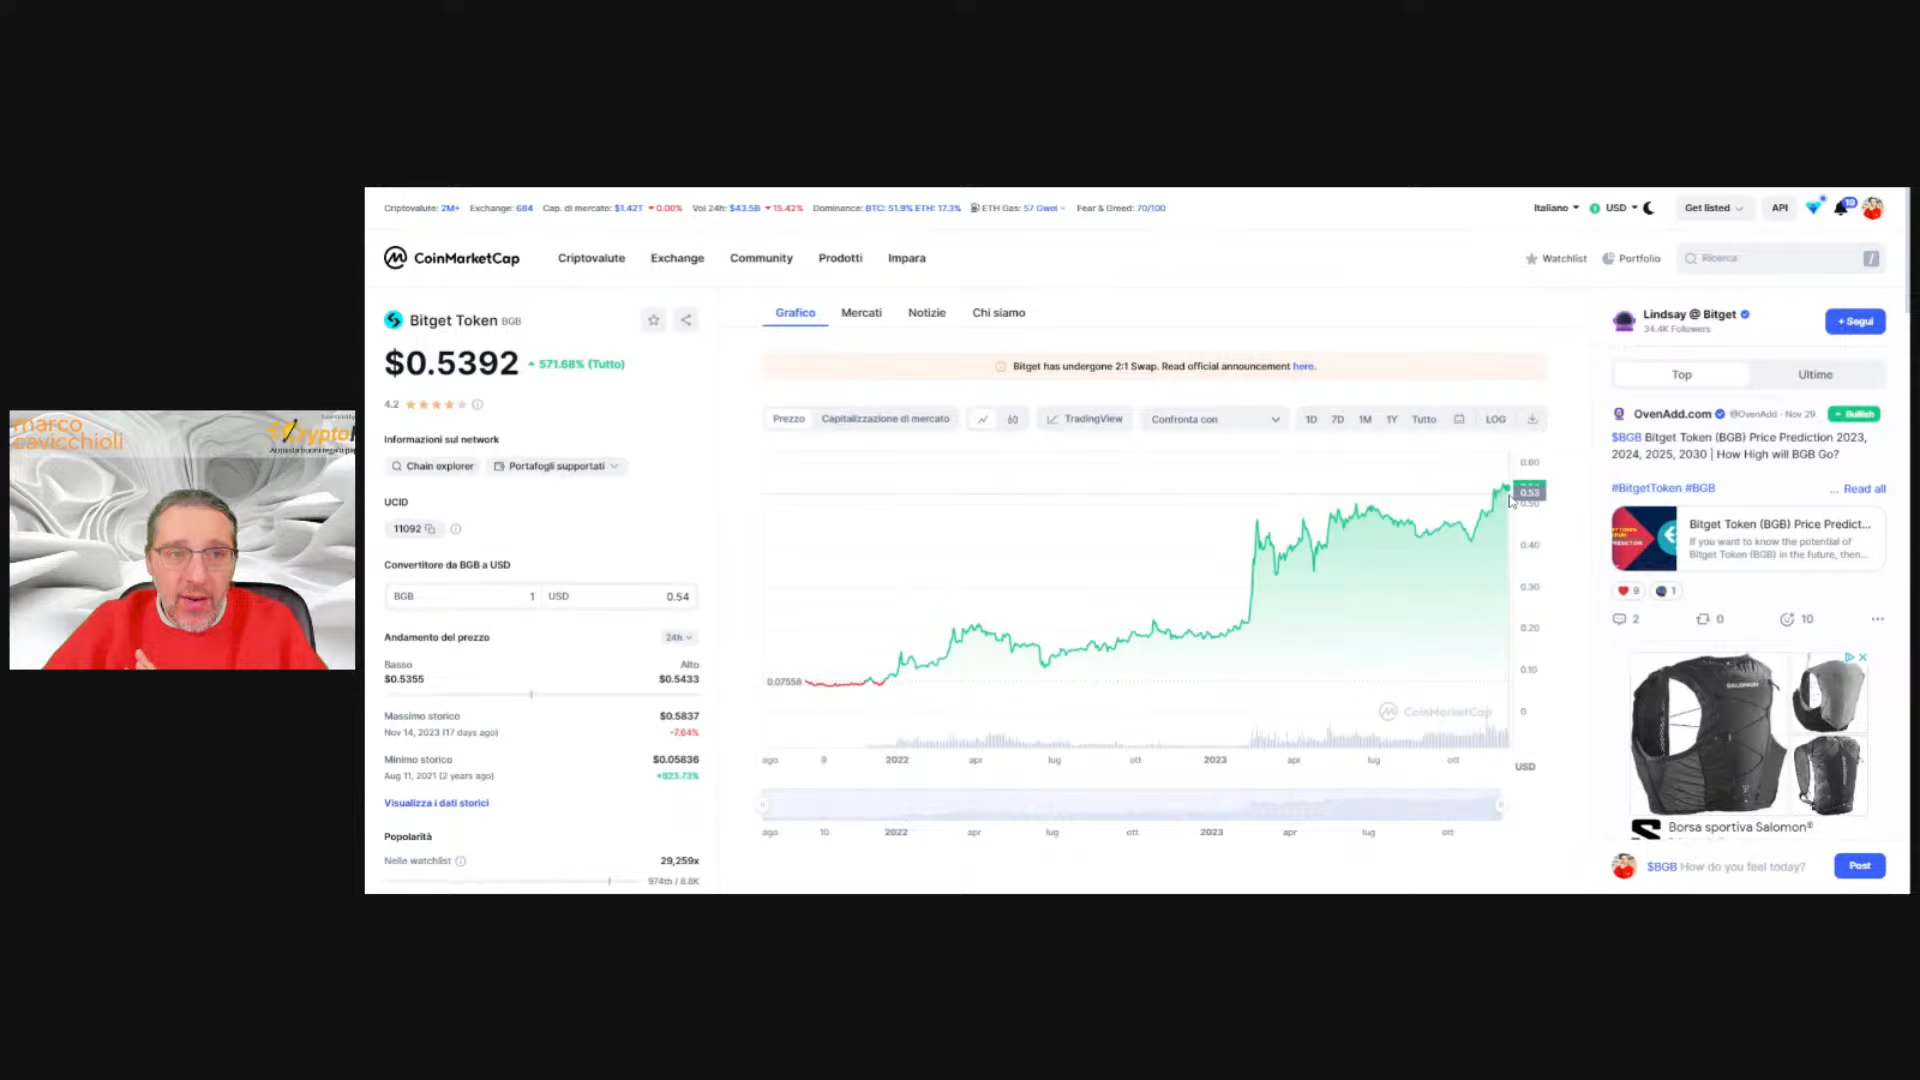 Criptovalute: 2M+ Exchange: 684 Cap. di mercato: $1.42T 0.00% Vol 24h: $43.5B 15.42% Dominance: BTC: 51.9% ETH: 17.3% ETH Gas: 57 Gwei Fear & Greed: 70/100
Italiano USD Get listed API 10
CoinMarketCap Criptovalute Exchange Community Prodotti Impara
Watchlist Portfolio Ricerca /
Bitget Token BGB
$0.5392 571.68% (Tutto)
4.2
Informazioni sul network
Chain explorer Portafogli supportati
UCID
11092
Convertitore da BGB a USD
BGB 1 USD 0.54
Andamento del prezzo 24h
Basso Alto
$0.5355 $0.5433
Massimo storico $0.5837
Nov 14, 2023 (17 days ago) -7.64%
Minimo storico $0.05836
Aug 11, 2021 (2 years ago) +823.73%
Visualizza i dati storici
Popolarità
Nelle watchlist 29,259x
974th / 8.8K
Grafico Mercati Notizie Chi siamo
Bitget has undergone 2:1 Swap. Read official announcement here.
Prezzo Capitalizzazione di mercato TradingView Confronta con 1D 7D 1M 1Y Tutto LOG
0.60
0.53
0.50
0.40
0.30
0.20
0.10
0
0.07558
CoinMarketCap
ago 9 2022 apr lug ott 2023 apr lug ott
USD
ago 10 2022 apr lug ott 2023 apr lug ott
Lindsay @ Bitget
34.4K Followers
+ Segui
Top Ultime
OvenAdd.com @OvenAdd · Nov 29 Bullish
$BGB Bitget Token (BGB) Price Prediction 2023,
2024, 2025, 2030 | How High will BGB Go?
#BitgetToken #BGB ... Read all
Bitget Token (BGB) Price Predict...
If you want to know the potential of
Bitget Token (BGB) in the future, then...
9 1
2 0 10
SALOMON
Borsa sportiva Salomon®
$BGB How do you feel today? Post
marco
cavicchioli
Crypto